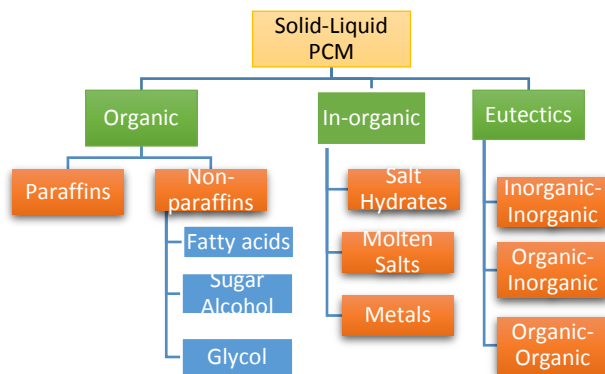 Solid-Liquid
PCM
Organic
In-organic
Eutectics
Paraffins
Non-
paraffins
Fatty acids
Sugar
Alcohol
Glycol
Salt
Hydrates
Molten
Salts
Metals
Inorganic-
Inorganic
Organic-
Inorganic
Organic-
Organic